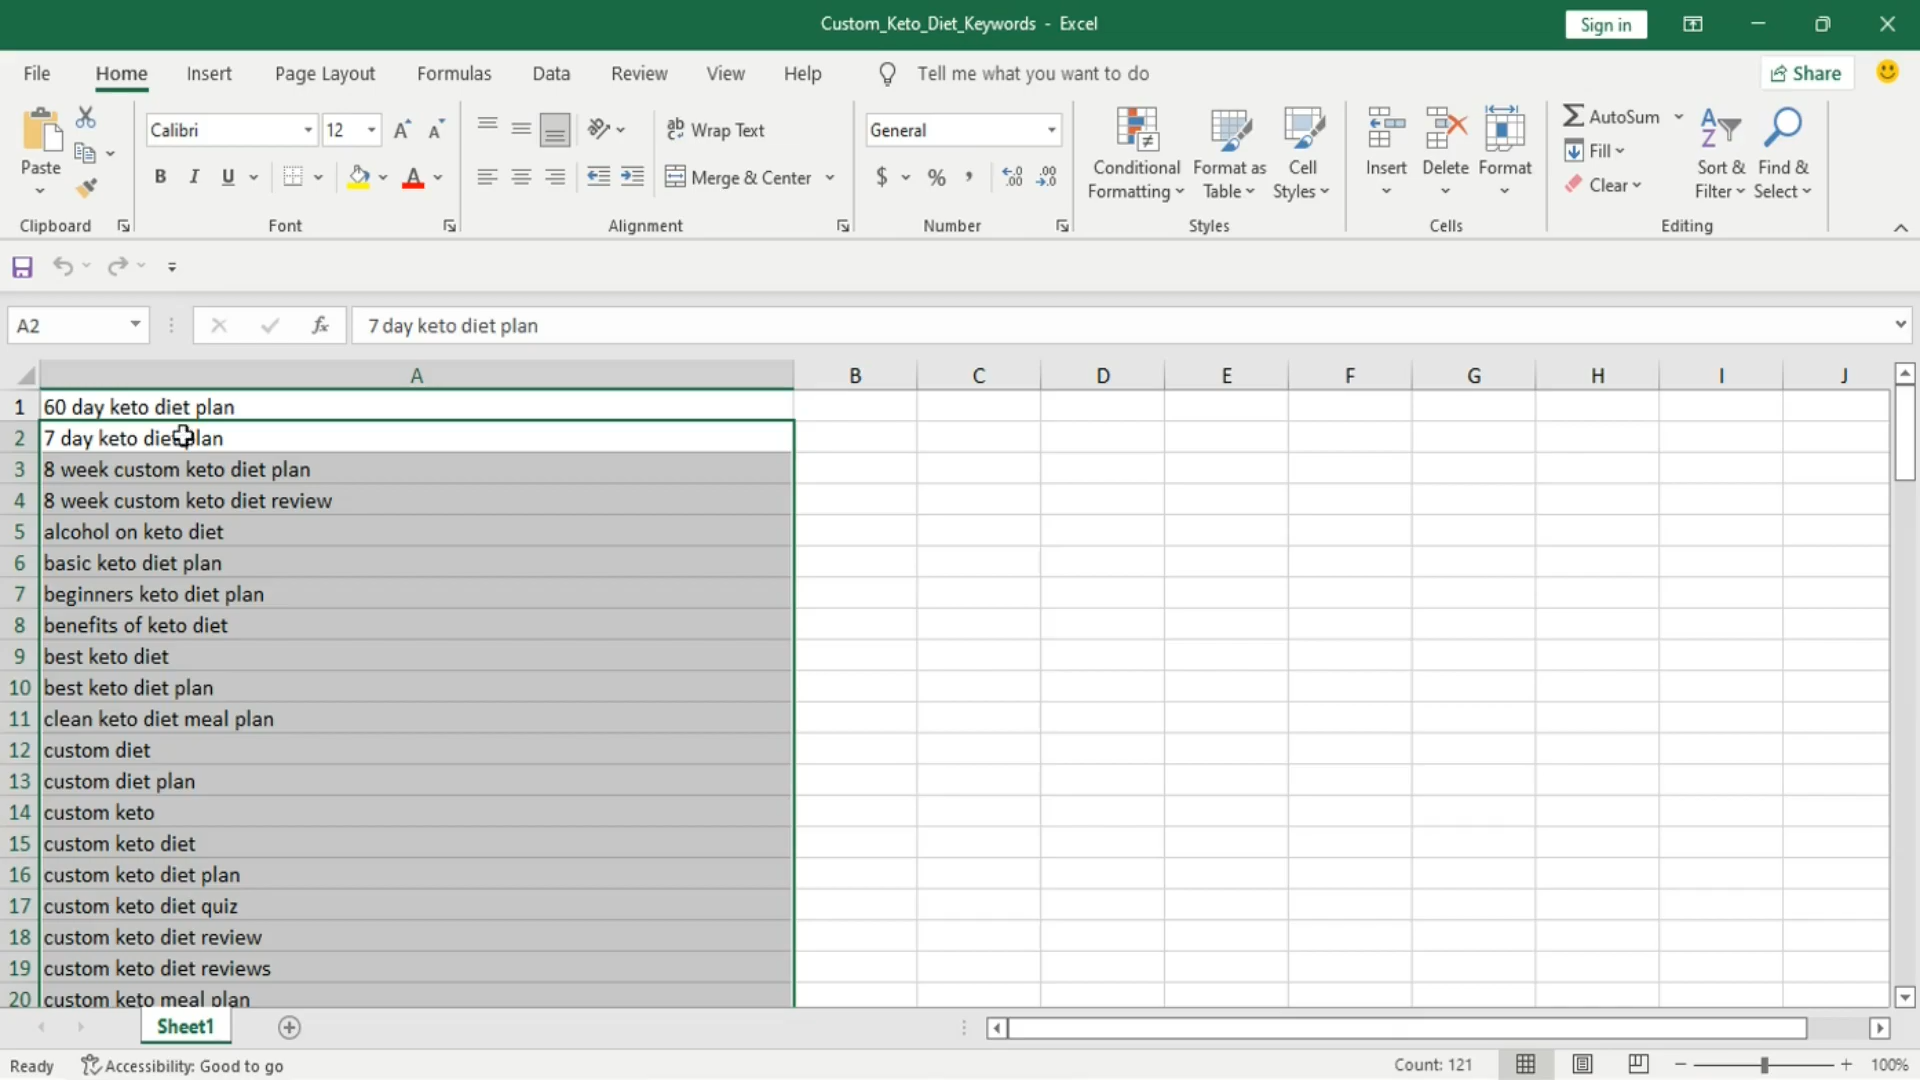 Custom_Keto_Diet_Keywords - Excel
Sign in
File Home Insert Page Layout Formulas Data Review View Help Tell me what you want to do
Share
Paste
Calibri 12
Wrap Text
General
Conditional Formatting
Format as Table
Cell Styles
Insert Delete Format
AutoSum
Fill
Clear
Sort & Filter
Find & Select
B I U
Merge & Center
$ % ,
Clipboard Font Alignment Number Styles Cells Editing
A2 fx 7 day keto diet plan
A B C D E F G H I J
1 60 day keto diet plan
2 7 day keto diet plan
3 8 week custom keto diet plan
4 8 week custom keto diet review
5 alcohol on keto diet
6 basic keto diet plan
7 beginners keto diet plan
8 benefits of keto diet
9 best keto diet
10 best keto diet plan
11 clean keto diet meal plan
12 custom diet
13 custom diet plan
14 custom keto
15 custom keto diet
16 custom keto diet plan
17 custom keto diet quiz
18 custom keto diet review
19 custom keto diet reviews
20 custom keto meal plan
Sheet1
Ready Accessibility: Good to go Count: 121 100%